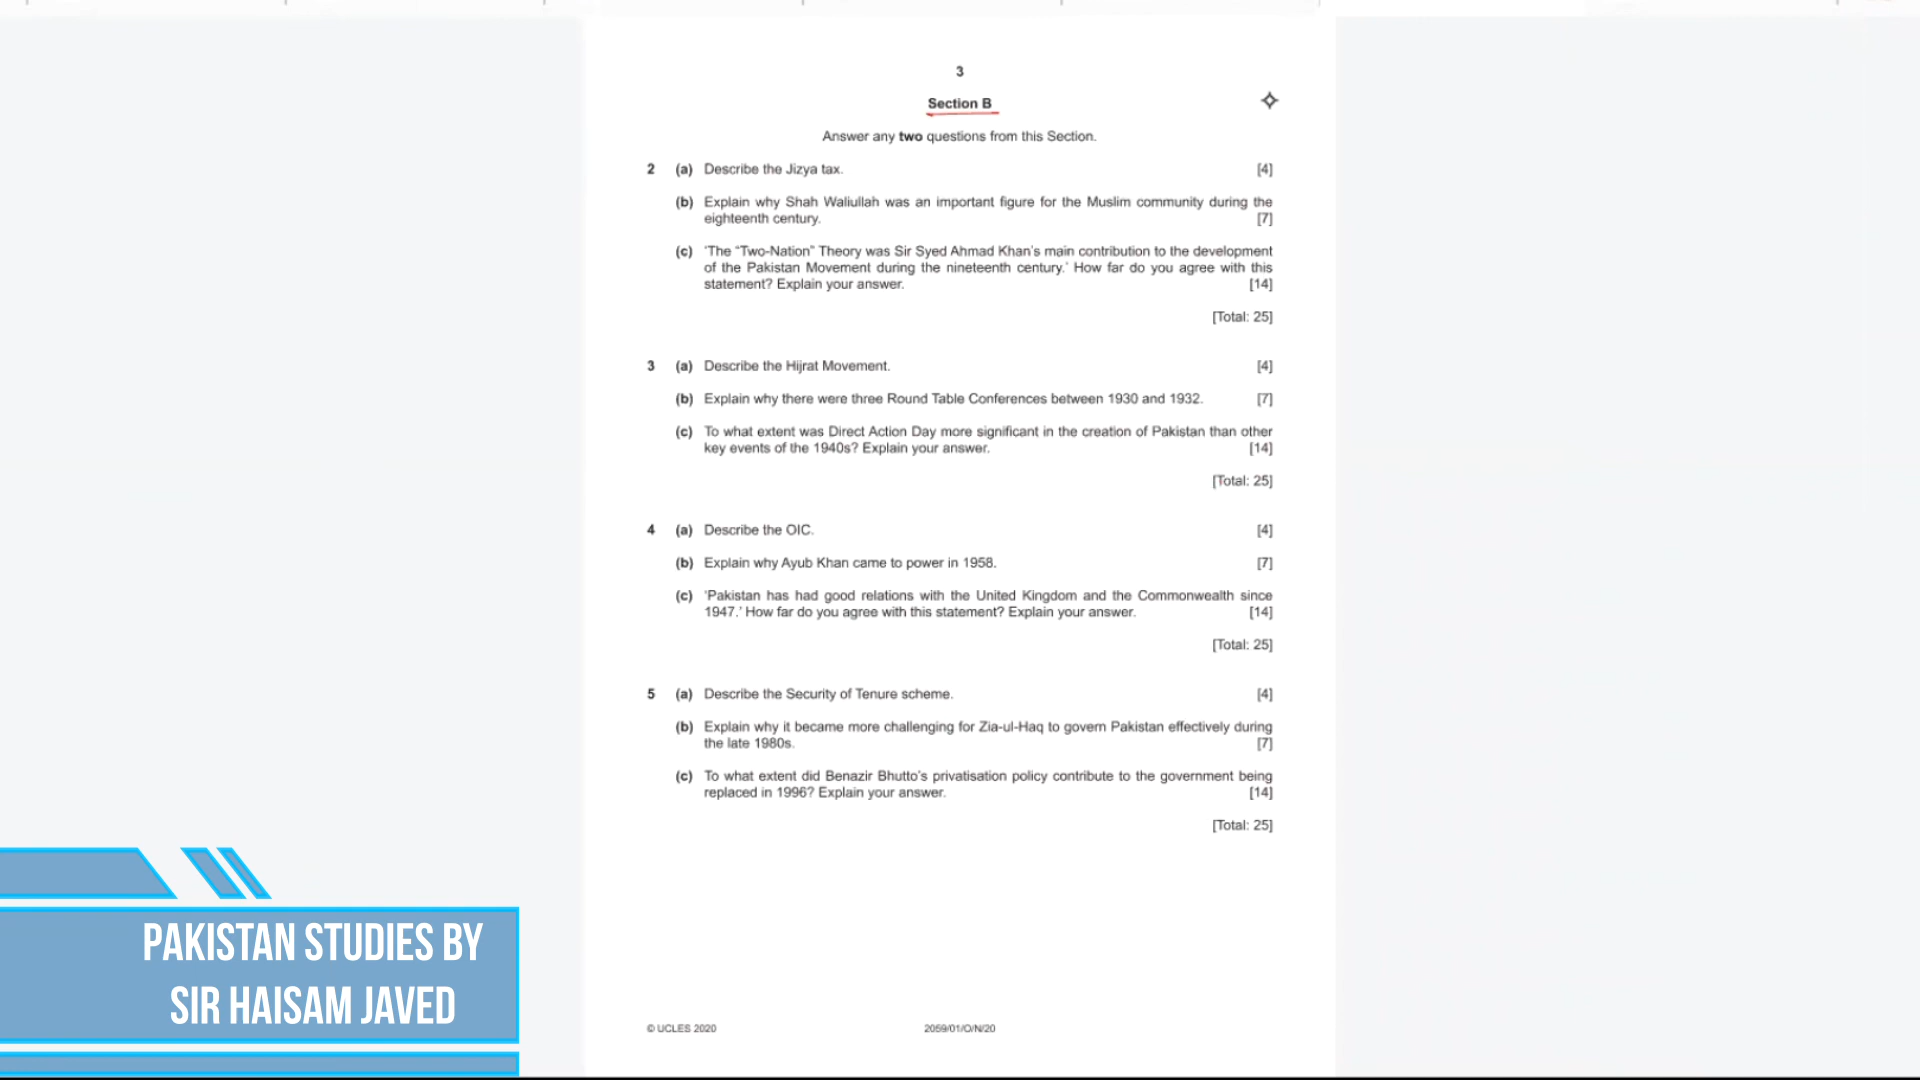 3
Section B
Answer any two questions from this Section.
2 (a) Describe the Jizya tax. [4]
(b) Explain why Shah Waliullah was an important figure for the Muslim community during the
eighteenth century. [7]
(c) ‘The “Two-Nation” Theory was Sir Syed Ahmad Khan’s main contribution to the development
of the Pakistan Movement during the nineteenth century.’ How far do you agree with this
statement? Explain your answer. [14]
[Total: 25]
3 (a) Describe the Hijrat Movement. [4]
(b) Explain why there were three Round Table Conferences between 1930 and 1932. [7]
(c) To what extent was Direct Action Day more significant in the creation of Pakistan than other
key events of the 1940s? Explain your answer. [14]
[Total: 25]
4 (a) Describe the OIC. [4]
(b) Explain why Ayub Khan came to power in 1958. [7]
(c) ‘Pakistan has had good relations with the United Kingdom and the Commonwealth since
1947.’ How far do you agree with this statement? Explain your answer. [14]
[Total: 25]
5 (a) Describe the Security of Tenure scheme. [4]
(b) Explain why it became more challenging for Zia-ul-Haq to govern Pakistan effectively during
the late 1980s. [7]
(c) To what extent did Benazir Bhutto’s privatisation policy contribute to the government being
replaced in 1996? Explain your answer. [14]
[Total: 25]
PAKISTAN STUDIES BY
SIR HAISAM JAVED
© UCLES 2020 2059/01/O/N/20